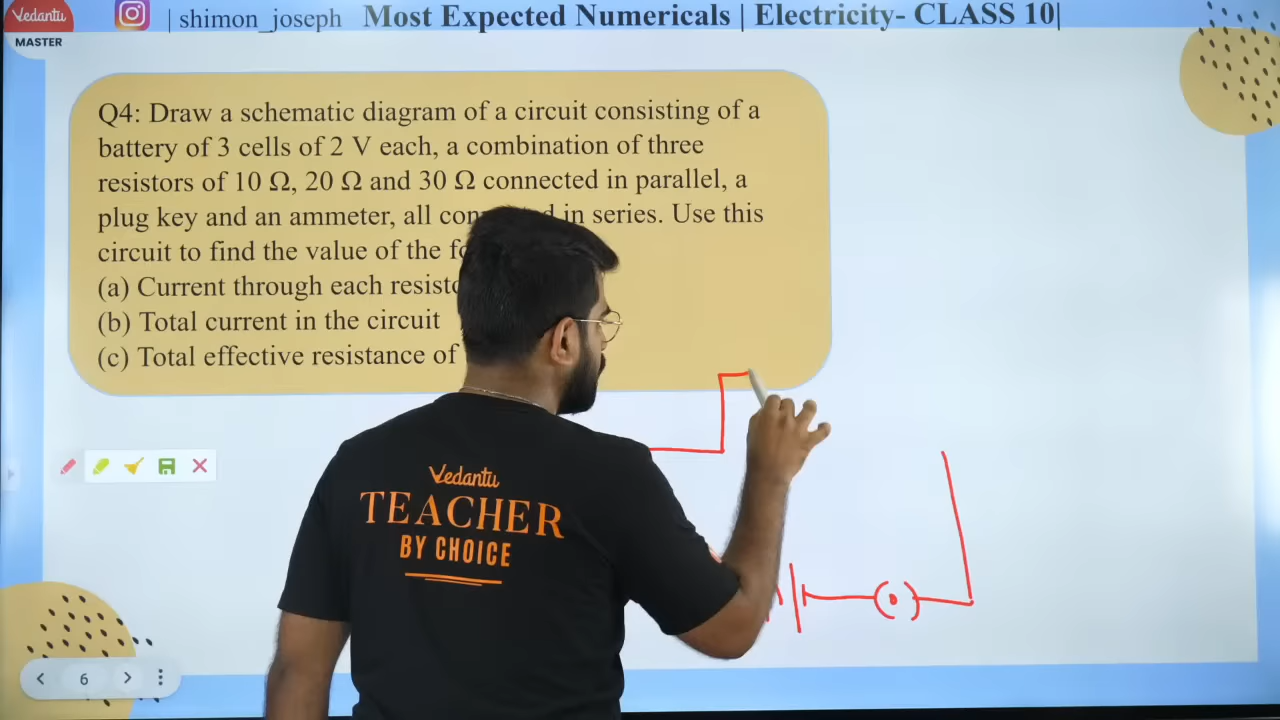 Vedantu
MASTER
| shimon_joseph Most Expected Numericals | Electricity- CLASS 10|
Q4: Draw a schematic diagram of a circuit consisting of a
battery of 3 cells of 2 V each, a combination of three
resistors of 10 Ω, 20 Ω and 30 Ω connected in parallel, a
plug key and an ammeter, all in series. Use this
circuit to find the value of the
(a) Current through each
(b) Total current in the circuit
(c) Total effective resistance of
Vedantu
TEACHER
BY CHOICE
6